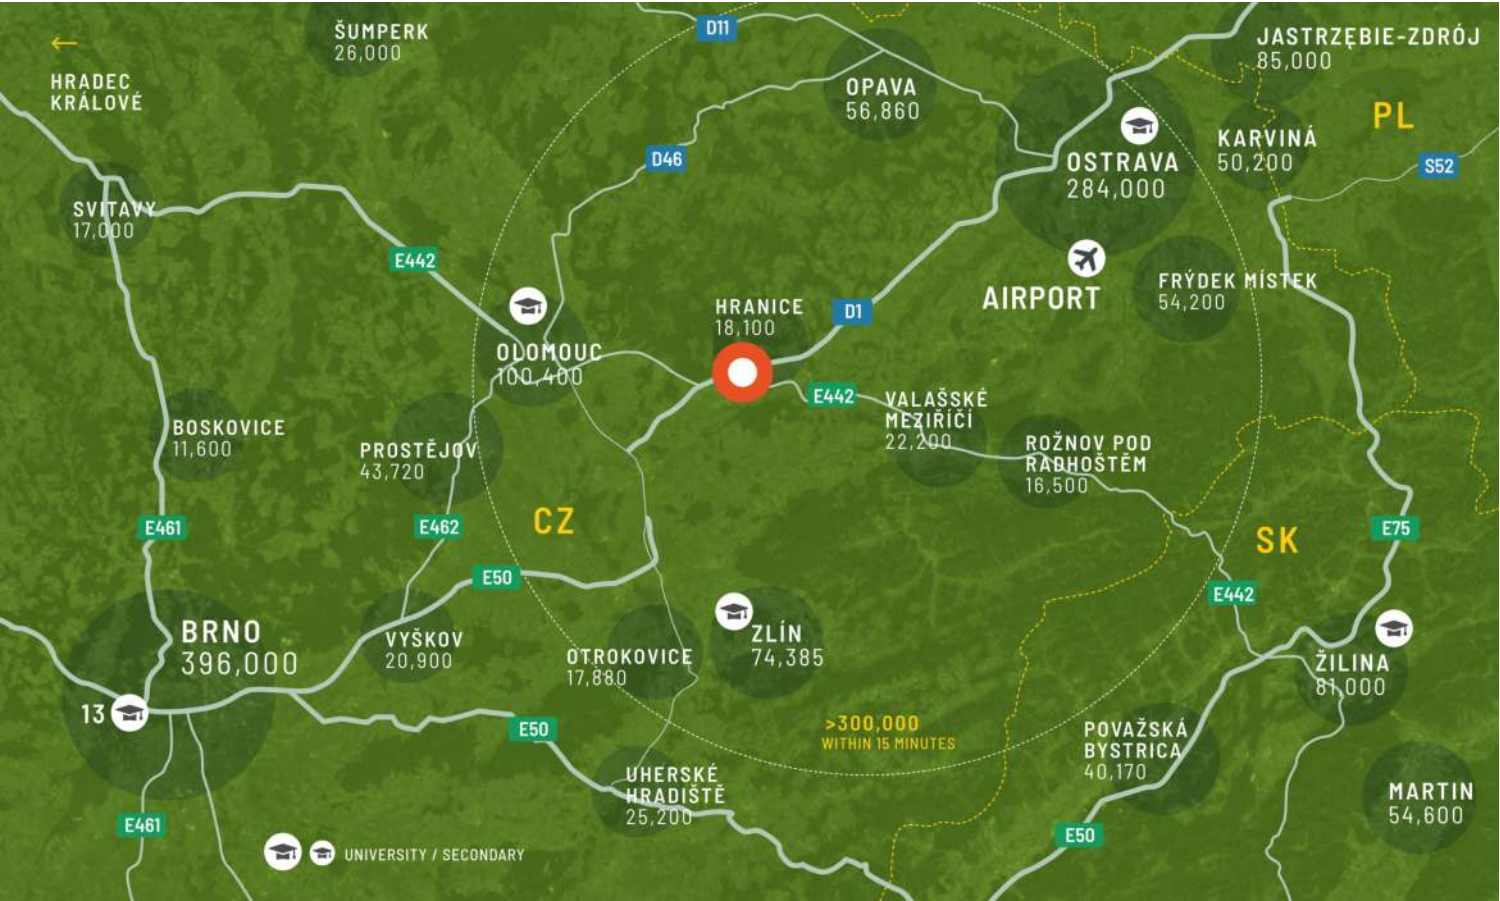 ŠUMPERK
26,000
D11
JASTRZĘBIE-ZDRÓJ
85,000
HRADEC
KRÁLOVÉ
OPAVA
56,860
PL
D46
OSTRAVA
284,000
KARVINÁ
50,200
S52
SVITAVY
17,000
E442
AIRPORT
FRÝDEK MÍSTEK
54,200
HRANICE
18,100
D1
OLOMOUC
100,400
E442
VALAŠSKÉ
MEZIŘÍČÍ
22,200
BOSKOVICE
11,600
PROSTĚJOV
43,720
ROŽNOV POD
RADHOŠTĚM
16,500
E461
E462
CZ
SK
E75
E50
E442
BRNO
396,000
VYŠKOV
20,900
OTROKOVICE
17,880
ZLÍN
74,385
ŽILINA
81,000
13
E50
>300,000
WITHIN 15 MINUTES
POVAŽSKÁ
BYSTRICA
40,170
UHERSKÉ
HRADIŠTĚ
25,200
MARTIN
54,600
E461
E50
UNIVERSITY / SECONDARY